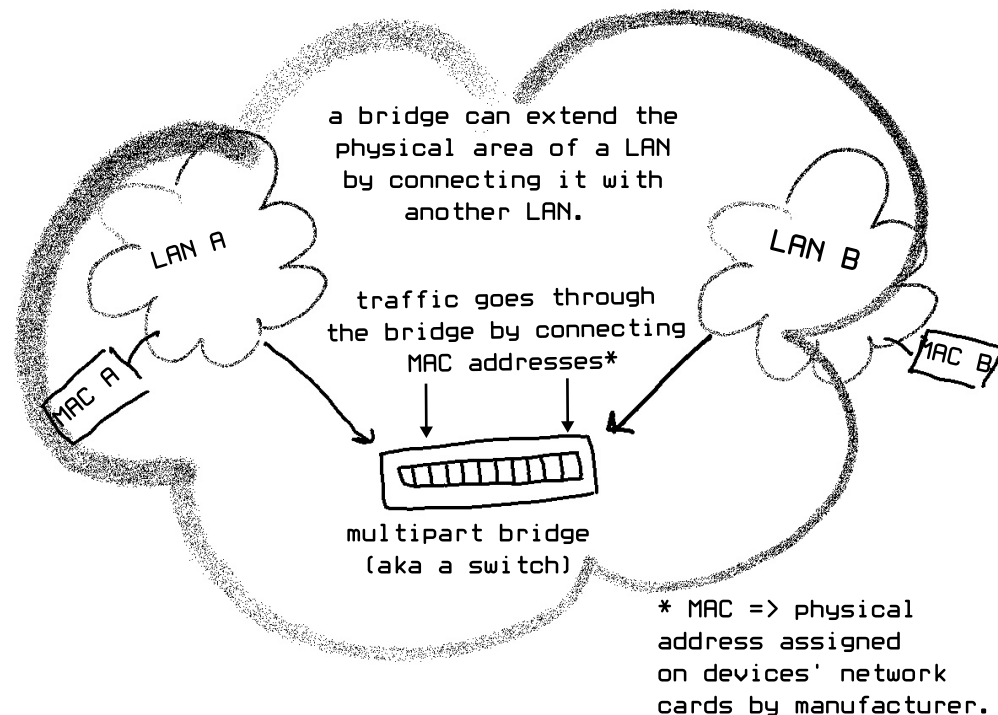 a bridge can extend the
physical area of a LAN
by connecting it with
another LAN.
LAN A
LAN B
traffic goes through
the bridge by connecting
MAC addresses*
MAC A
MAC B
multipart bridge
(aka a switch)
* MAC => physical
address assigned
on devices' network
cards by manufacturer.